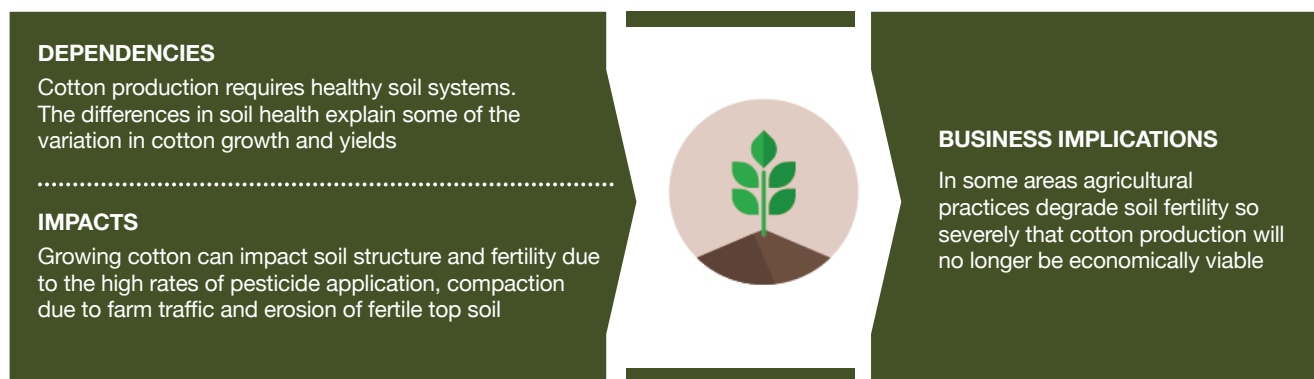 DEPENDENCIES
Cotton production requires healthy soil systems.
The differences in soil health explain some of the
variation in cotton growth and yields
IMPACTS
Growing cotton can impact soil structure and fertility due
to the high rates of pesticide application, compaction
due to farm traffic and erosion of fertile top soil
BUSINESS IMPLICATIONS
In some areas agricultural
practices degrade soil fertility so
severely that cotton production will
no longer be economically viable